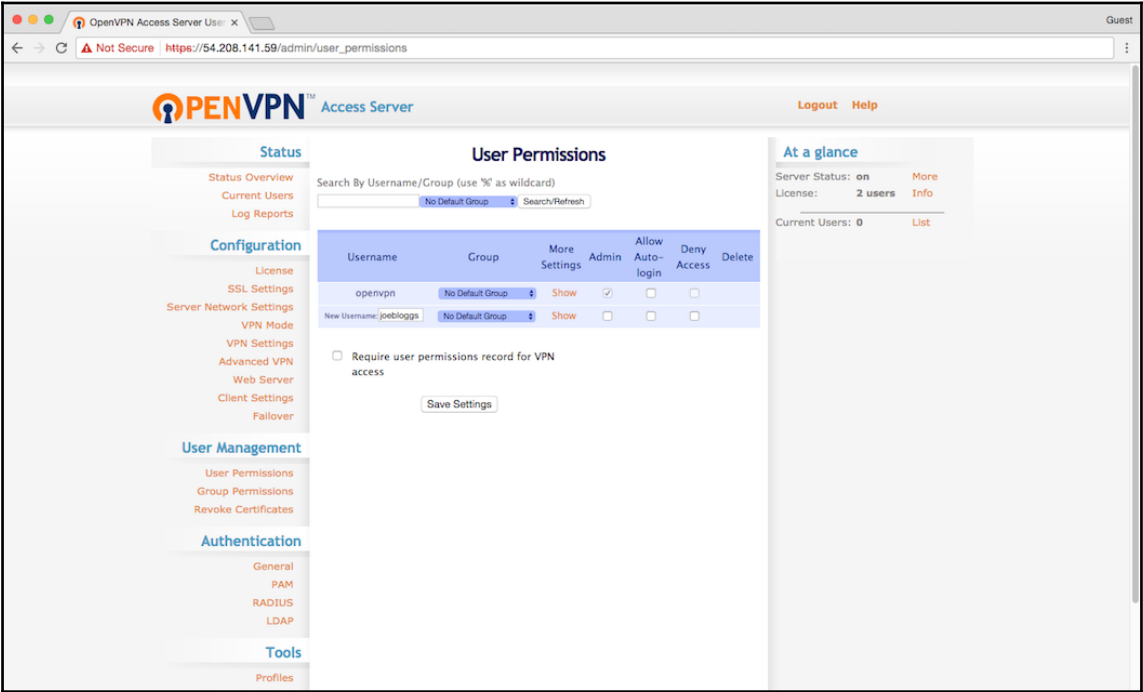 OpenVPN Access Server User
Guest
Not Secure https://54.208.141.59/admin/user_permissions
OPENVPN™ Access Server
Logout Help
Status
Status Overview
Current Users
Log Reports
Configuration
License
SSL Settings
Server Network Settings
VPN Mode
VPN Settings
Advanced VPN
Web Server
Client Settings
Failover
User Management
User Permissions
Group Permissions
Revoke Certificates
Authentication
General
PAM
RADIUS
LDAP
Tools
Profiles
User Permissions
Search By Username/Group (use '%' as wildcard)
No Default Group Search/Refresh
Username Group More Settings Admin Allow Auto-login Deny Access Delete
openvpn No Default Group Show
New Username: joebloggs No Default Group Show
Require user permissions record for VPN
access
Save Settings
At a glance
Server Status: on More
License: 2 users Info
Current Users: 0 List